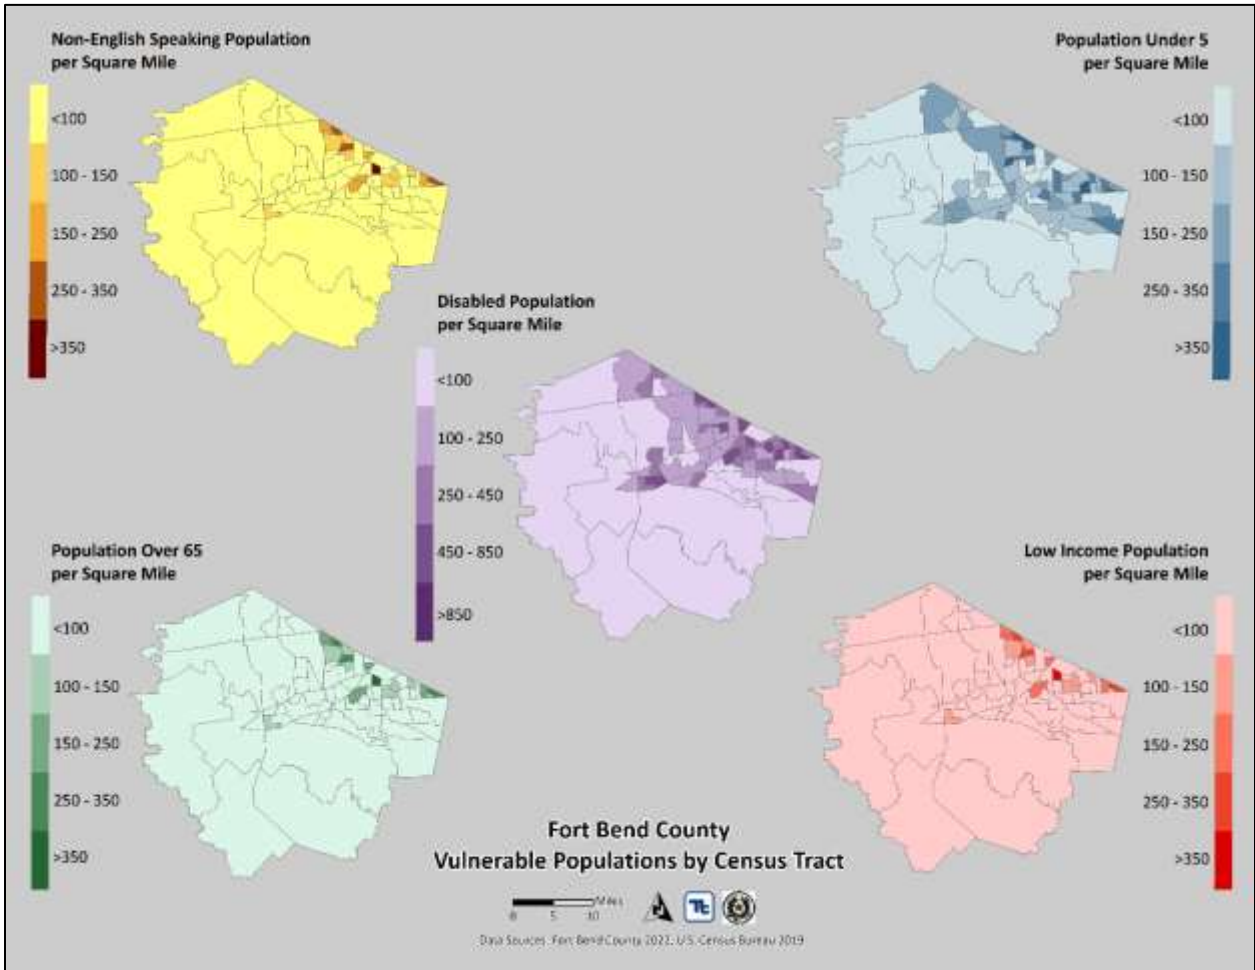 Non-English Speaking Population
per Square Mile
<100
100 - 150
150 - 250
250 - 350
>350
Population Under 5
per Square Mile
<100
100 - 150
150 - 250
250 - 350
>350
Disabled Population
per Square Mile
<100
100 - 250
250 - 450
450 - 850
>850
Population Over 65
per Square Mile
<100
100 - 150
150 - 250
250 - 350
>350
Low Income Population
per Square Mile
<100
100 - 150
150 - 250
250 - 350
>350
Fort Bend County
Vulnerable Populations by Census Tract
Miles
0 5 10
Data Sources: Fort Bend County 2022, U.S. Census Bureau 2019